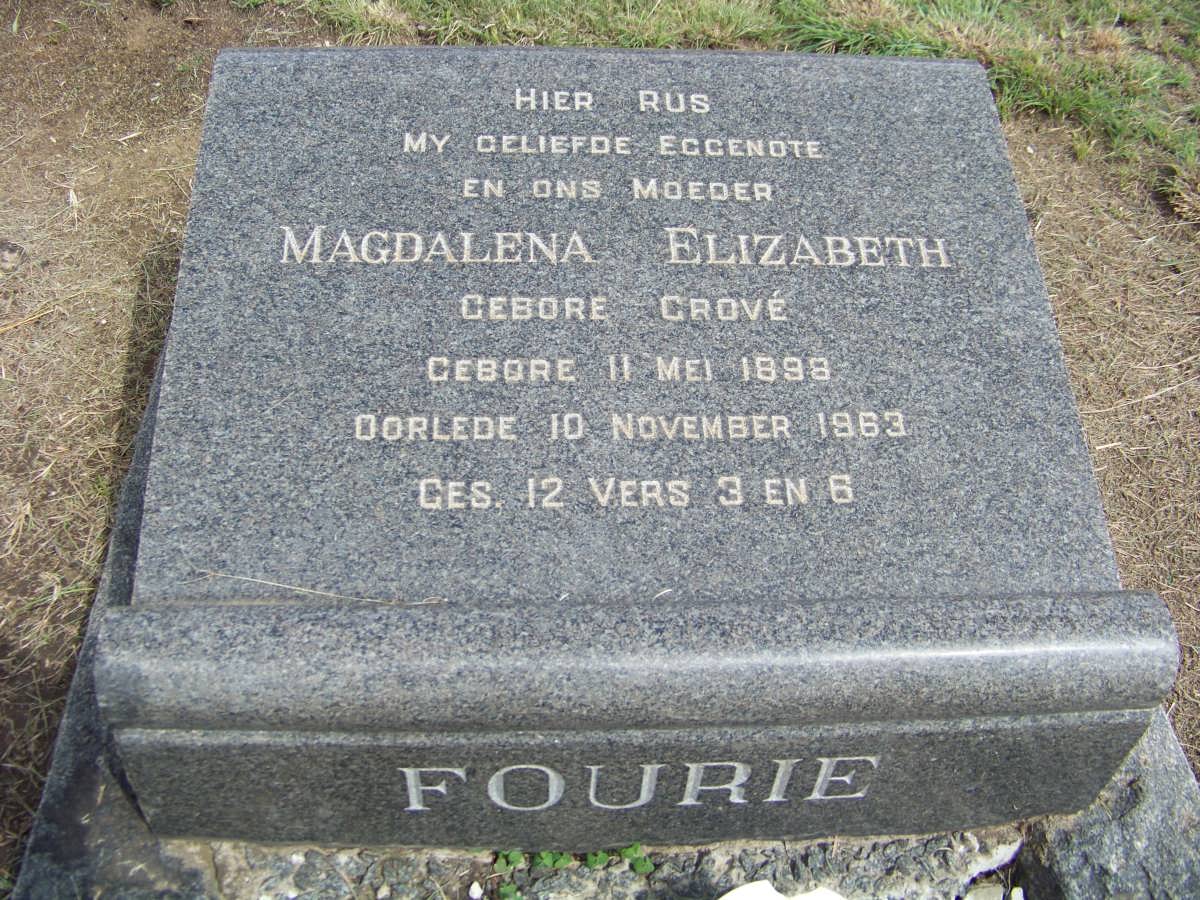 HIER RUS
MY GELIEFDE EGGENOTE
EN ONS MOEDER
MAGDALENA ELIZABETH
GEBORE GROVÉ
GEBORE 11 MEI 1898
OORLEDE 10 NOVEMBER 1963
GES. 12 VERS 3 EN 6
FOURIE